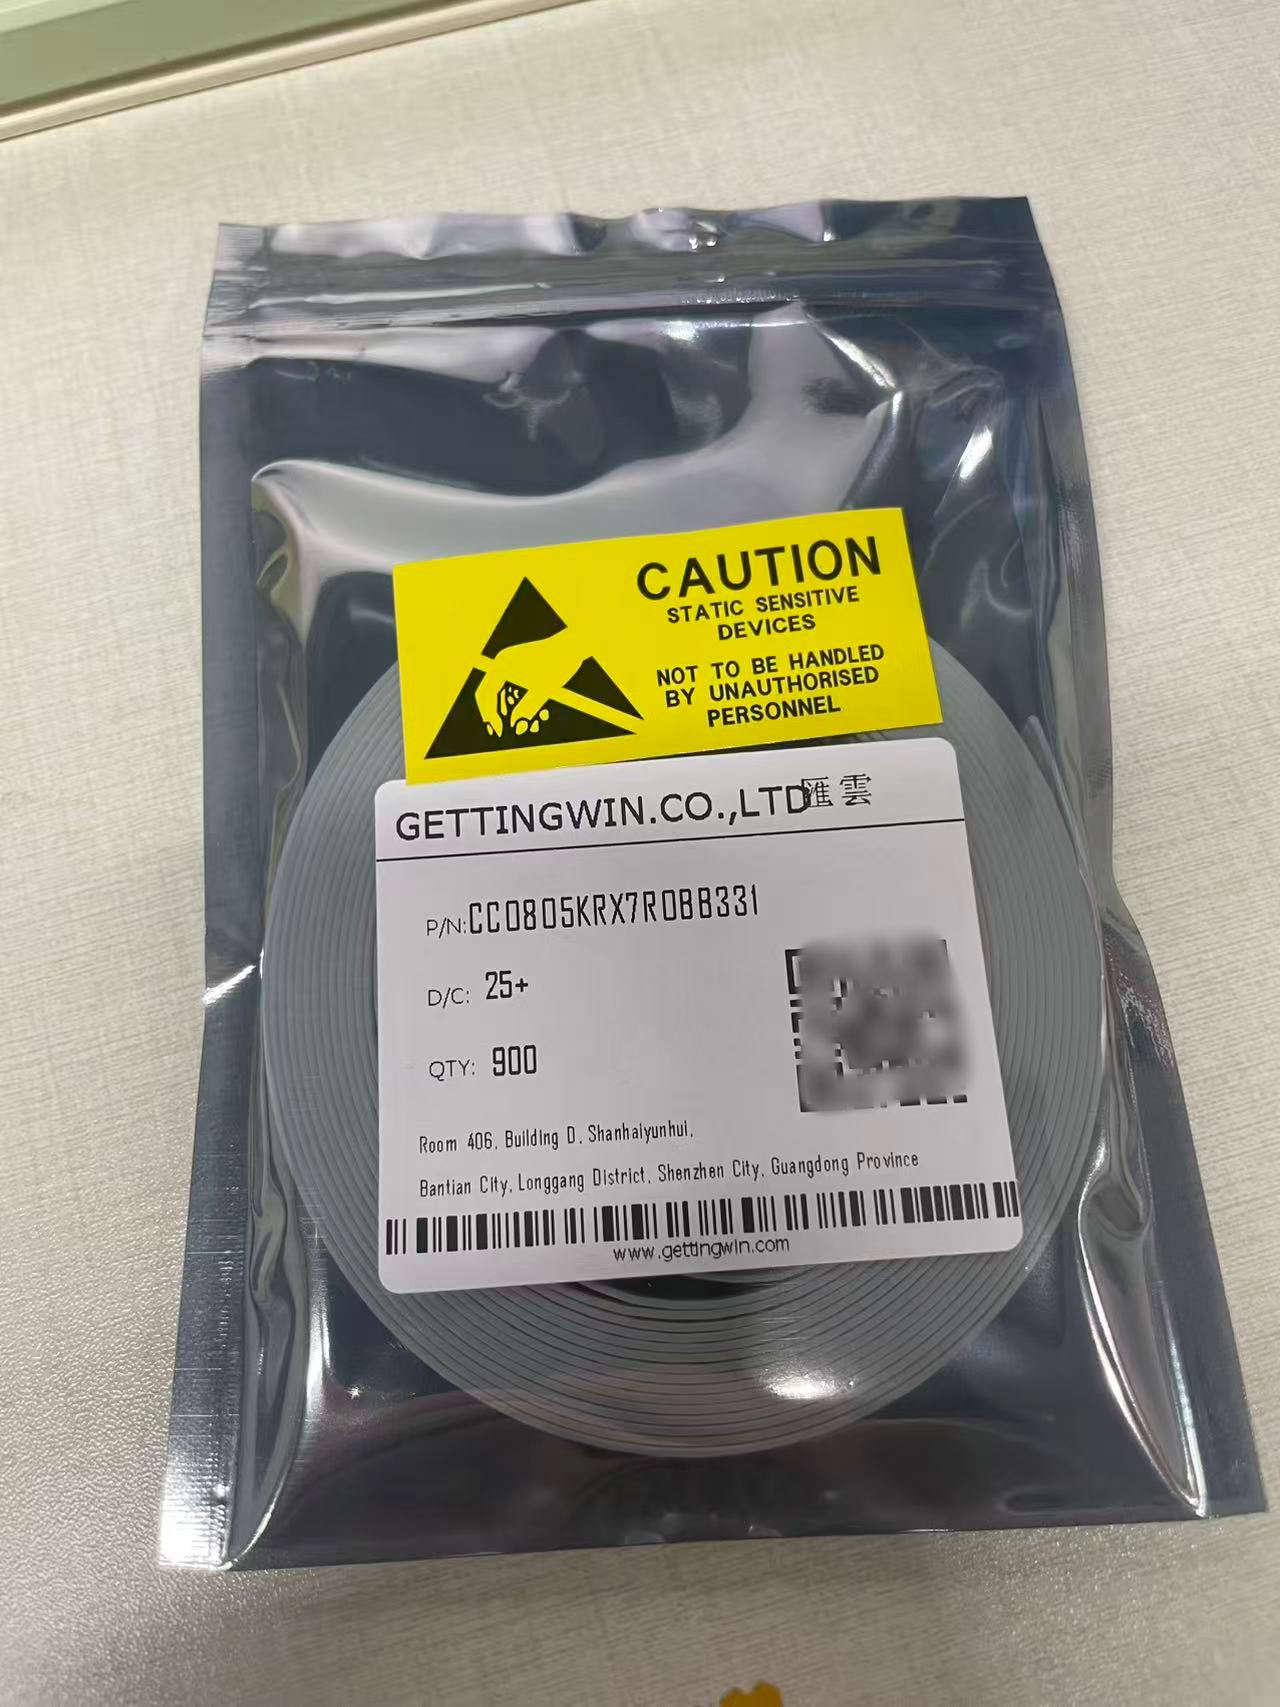 CAUTION
STATIC SENSITIVE
DEVICES
NOT TO BE HANDLED
BY UNAUTHORISED
PERSONNEL
GETTINGWIN.CO.,LTD匯雲
P/N:CC0805KRX7R0BB331
D/C: 25+
QTY: 900
Room 406, Building D, Shanhaiyunhui,
Bantian City, Longgang District, Shenzhen City, Guangdong Province
www.gettingwin.com